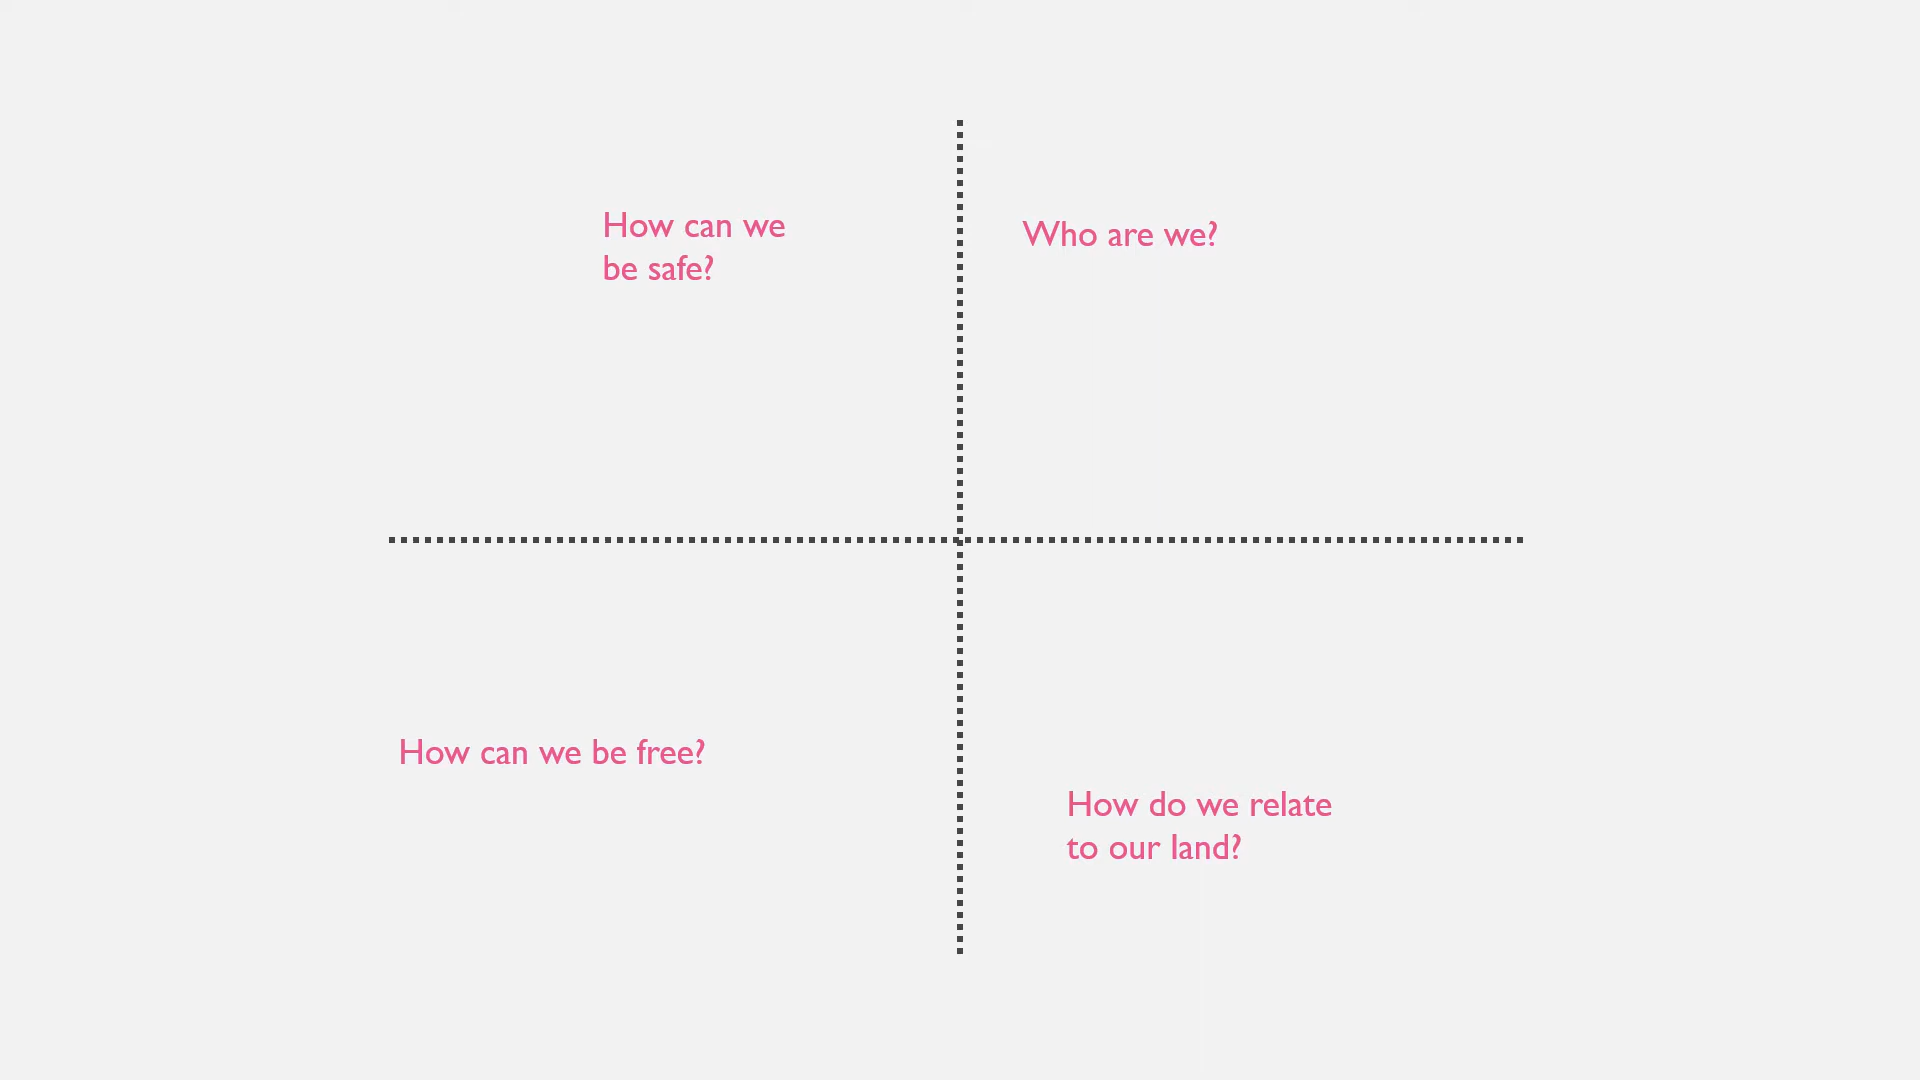 How can we
be safe?
Who are we?
How can we be free?
How do we relate
to our land?